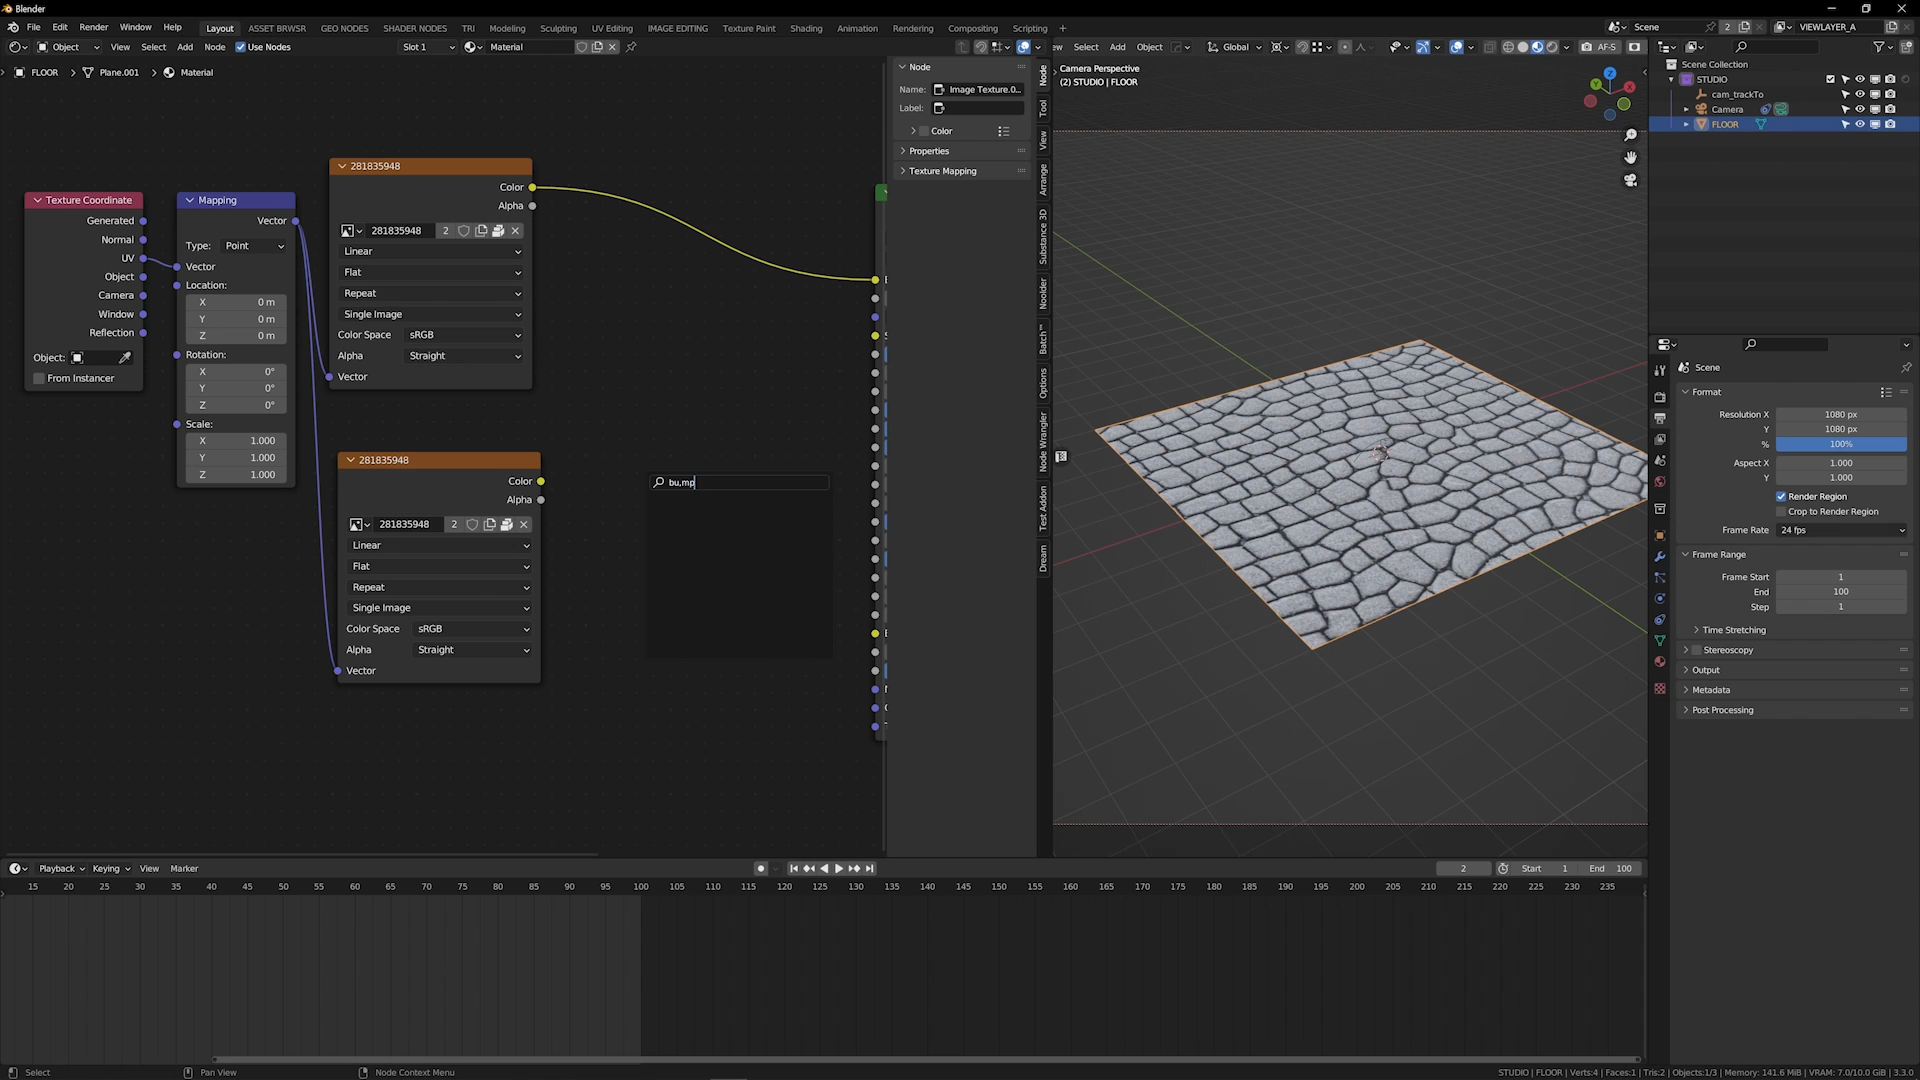 Blender
File Edit Render Window Help Layout ASSET BRWSR GEO NODES SHADER NODES TRI Modeling Sculpting UV Editing IMAGE EDITING Texture Paint Shading Animation Rendering Compositing Scripting + Scene 2 VIEWLAYER_A
Object View Select Add Node Use Nodes Slot 1 Material ew Select Add Object Global AF-S
FLOOR > Plane.001 > Material
Node
Name: Image Texture.0...
Label:
Color
Properties
Texture Mapping
Node
Tool
View
Arrange
Substance 3D
Noolder
Batch™
Options
Node Wrangler
Test Addon
Dream
Texture Coordinate
Generated
Normal
UV
Object
Camera
Window
Reflection
Object:
From Instancer
Mapping
Vector
Type: Point
Vector
Location:
X 0 m
Y 0 m
Z 0 m
Rotation:
X 0°
Y 0°
Z 0°
Scale:
X 1.000
Y 1.000
Z 1.000
281835948
Color
Alpha
281835948 2
Linear
Flat
Repeat
Single Image
Color Space sRGB
Alpha Straight
Vector
281835948
Color
Alpha
281835948 2
Linear
Flat
Repeat
Single Image
Color Space sRGB
Alpha Straight
Vector
bu,mp
Camera Perspective
(2) STUDIO | FLOOR
Scene Collection
STUDIO
cam_trackTo
Camera
FLOOR
Scene
Format
Resolution X 1080 px
Y 1080 px
% 100%
Aspect X 1.000
Y 1.000
Render Region
Crop to Render Region
Frame Rate 24 fps
Frame Range
Frame Start 1
End 100
Step 1
Time Stretching
Stereoscopy
Output
Metadata
Post Processing
Playback Keying View Marker 2 Start 1 End 100
15 20 25 30 35 40 45 50 55 60 65 70 75 80 85 90 95 100 105 110 115 120 125 130 135 140 145 150 155 160 165 170 175 180 185 190 195 200 205 210 215 220 225 230 235
Select Pan View Node Context Menu STUDIO | FLOOR | Verts:4 | Faces:1 | Tris:2 | Objects:1/3 | Memory: 141.6 MiB | VRAM: 7.0/10.0 GiB | 3.3.0